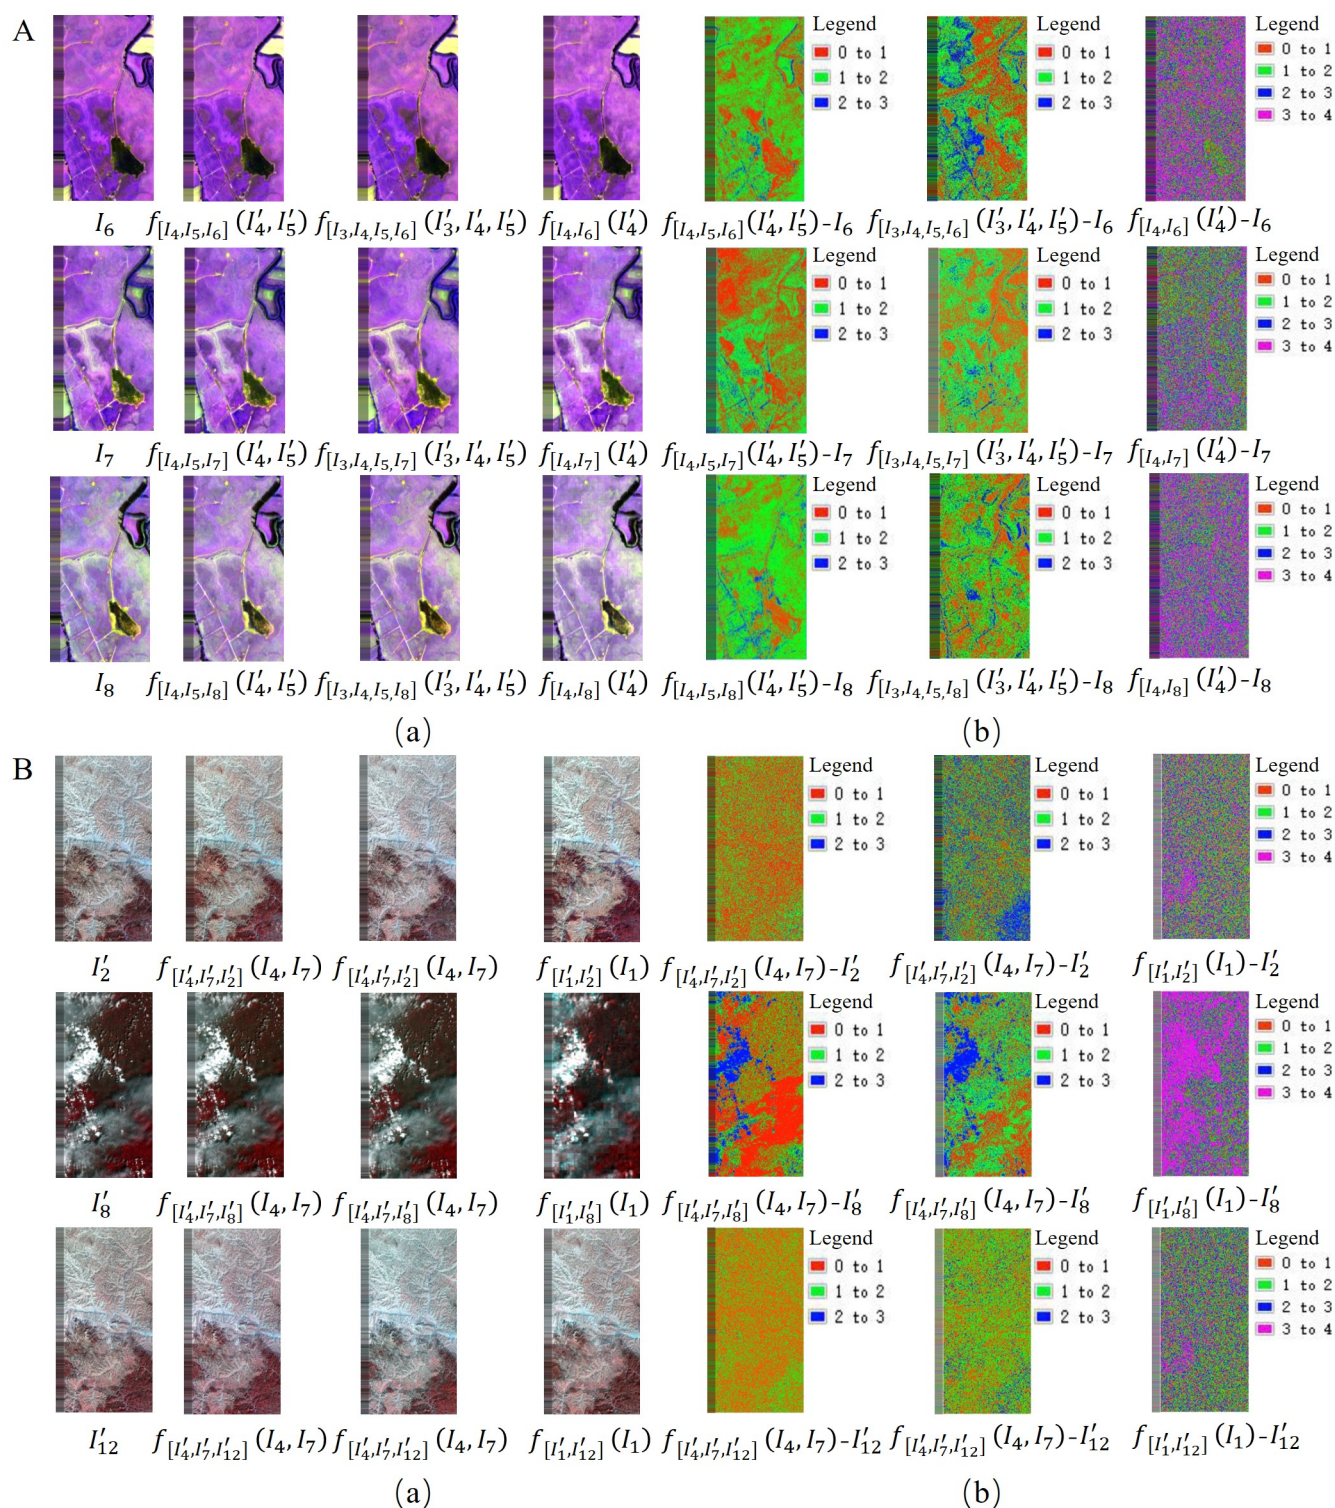 A
Legend Legend Legend
0 to 1 0 to 1 0 to 1
1 to 2 1 to 2 1 to 2
2 to 3 2 to 3 2 to 3
3 to 4
I₆ f[I₄,I₅,I₆](I′₄,I′₅) f[I₃,I₄,I₅,I₆](I′₃,I′₄,I′₅) f[I₄,I₆](I′₄) f[I₄,I₅,I₆](I′₄,I′₅)-I₆ f[I₃,I₄,I₅,I₆](I′₃,I′₄,I′₅)-I₆ f[I₄,I₆](I′₄)-I₆
Legend Legend Legend
0 to 1 0 to 1 0 to 1
1 to 2 1 to 2 1 to 2
2 to 3 2 to 3 2 to 3
3 to 4
I₇ f[I₄,I₅,I₇](I′₄,I′₅) f[I₃,I₄,I₅,I₇](I′₃,I′₄,I′₅) f[I₄,I₇](I′₄) f[I₄,I₅,I₇](I′₄,I′₅)-I₇ f[I₃,I₄,I₅,I₇](I′₃,I′₄,I′₅)-I₇ f[I₄,I₇](I′₄)-I₇
Legend Legend Legend
0 to 1 0 to 1 0 to 1
1 to 2 1 to 2 1 to 2
2 to 3 2 to 3 2 to 3
3 to 4
I₈ f[I₄,I₅,I₈](I′₄,I′₅) f[I₃,I₄,I₅,I₈](I′₃,I′₄,I′₅) f[I₄,I₈](I′₄) f[I₄,I₅,I₈](I′₄,I′₅)-I₈ f[I₃,I₄,I₅,I₈](I′₃,I′₄,I′₅)-I₈ f[I₄,I₈](I′₄)-I₈
(a) (b)
B
Legend Legend Legend
0 to 1 0 to 1 0 to 1
1 to 2 1 to 2 1 to 2
2 to 3 2 to 3 2 to 3
3 to 4
I′₂ f[I′₄,I′₇,I′₂](I₄,I₇) f[I′₄,I′₇,I′₂](I₄,I₇) f[I′₁,I′₂](I₁) f[I′₄,I′₇,I′₂](I₄,I₇)-I′₂ f[I′₄,I′₇,I′₂](I₄,I₇)-I′₂ f[I′₁,I′₂](I₁)-I′₂
Legend Legend Legend
0 to 1 0 to 1 0 to 1
1 to 2 1 to 2 1 to 2
2 to 3 2 to 3 2 to 3
3 to 4
I′₈ f[I′₄,I′₇,I′₈](I₄,I₇) f[I′₄,I′₇,I′₈](I₄,I₇) f[I′₁,I′₈](I₁) f[I′₄,I′₇,I′₈](I₄,I₇)-I′₈ f[I′₄,I′₇,I′₈](I₄,I₇)-I′₈ f[I′₁,I′₈](I₁)-I′₈
Legend Legend Legend
0 to 1 0 to 1 0 to 1
1 to 2 1 to 2 1 to 2
2 to 3 2 to 3 2 to 3
3 to 4
I′₁₂ f[I′₄,I′₇,I′₁₂](I₄,I₇) f[I′₄,I′₇,I′₁₂](I₄,I₇) f[I′₁,I′₁₂](I₁) f[I′₄,I′₇,I′₁₂](I₄,I₇)-I′₁₂ f[I′₄,I′₇,I′₁₂](I₄,I₇)-I′₁₂ f[I′₁,I′₁₂](I₁)-I′₁₂
(a) (b)